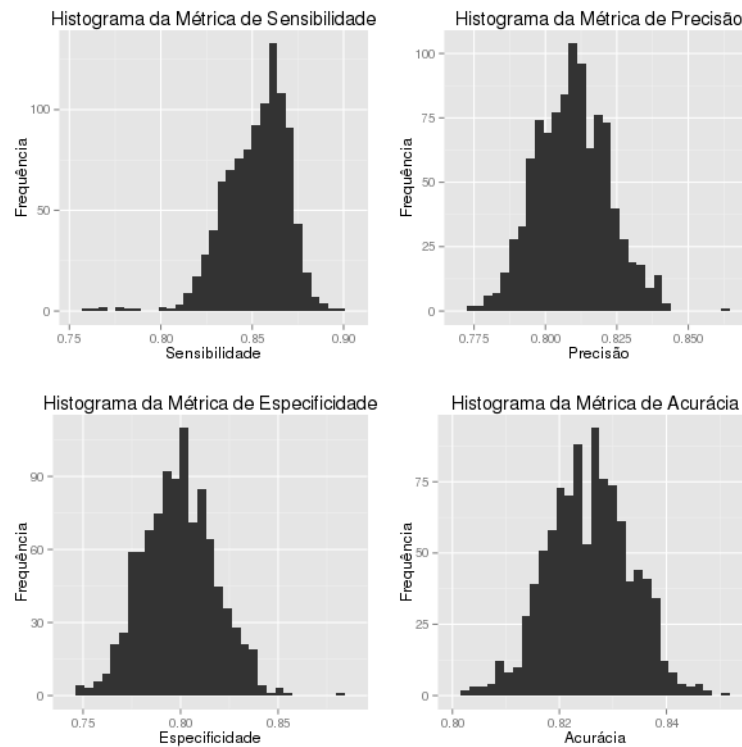 Histograma da Métrica de Sensibilidade
Frequência
100
50
0
0.75
0.80
0.85
0.90
Sensibilidade
Histograma da Métrica de Precisão
Frequência
100
75
50
25
0
0.775
0.800
0.825
0.850
Precisão
Histograma da Métrica de Especificidade
Frequência
90
60
30
0
0.75
0.80
0.85
Especificidade
Histograma da Métrica de Acurácia
Frequência
75
50
25
0
0.80
0.82
0.84
Acurácia